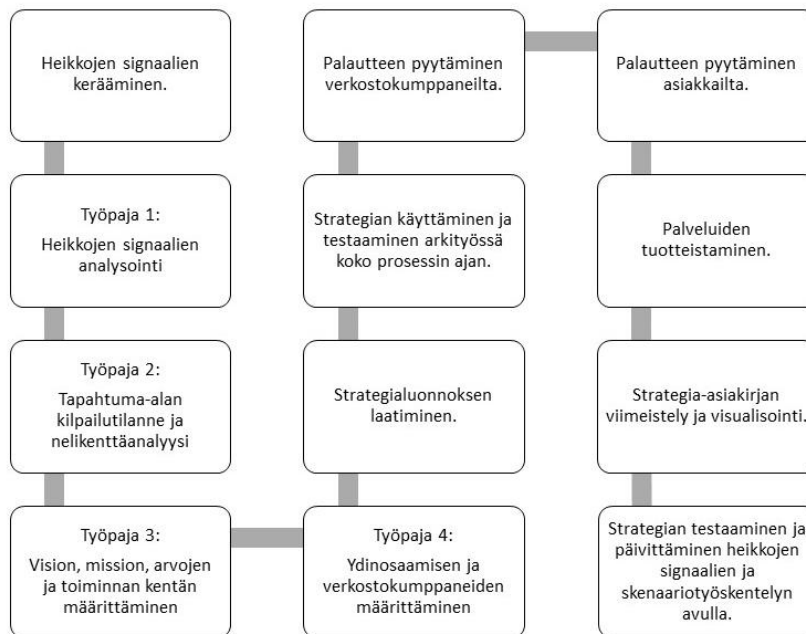 Heikkojen signaalien
kerääminen.
Työpaja 1:
Heikkojen signaalien
analysointi
Työpaja 2:
Tapahtuma-alan
kilpailutilanne ja
nelikenttäanalyysi
Työpaja 3:
Vision, mission, arvojen
ja toiminnan kentän
määrittäminen
Työpaja 4:
Ydinosaamisen ja
verkostokumppaneiden
määrittäminen
Strategialuonnoksen
laatiminen.
Strategian käyttäminen ja
testaaminen arkityössä
koko prosessin ajan.
Palautteen pyytäminen
verkostokumppaneilta.
Palautteen pyytäminen
asiakkailta.
Palveluiden
tuotteistaminen.
Strategia-asiakirjan
viimeistely ja visualisointi.
Strategian testaaminen ja
päivittäminen heikkojen
signaalien ja
skenaariotyöskentelyn
avulla.